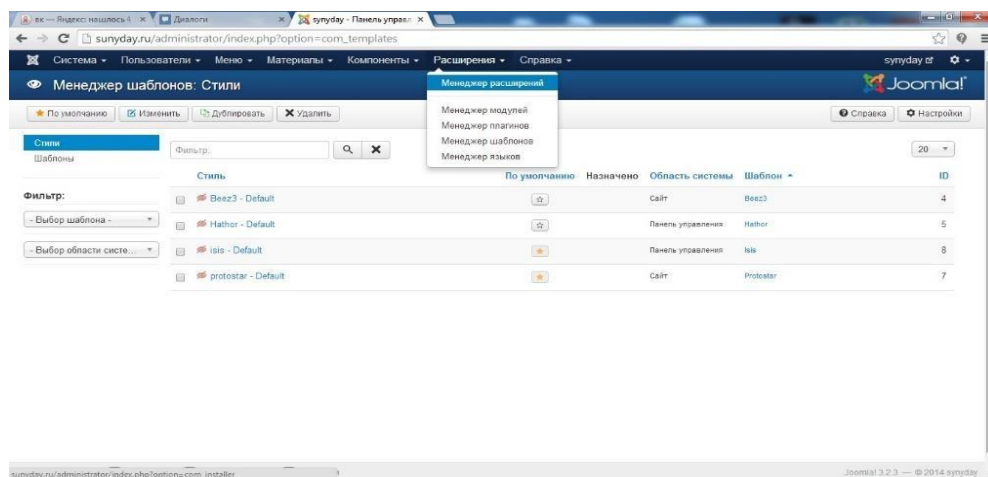 вк — Яндекс: нашлось 4
Диалоги
synyday - Панель управл
sunyday.ru/administrator/index.php?option=com_templates
Система Пользователи Меню Материалы Компоненты Расширения Справка
synyday
Менеджер шаблонов: Стили
Менеджер расширений
Joomla!
По умолчанию Изменить Дублировать Удалить
Справка Настройки
Менеджер модулей
Менеджер плагинов
Менеджер шаблонов
Менеджер языков
Стили
Шаблоны
Фильтр:
20
Стиль По умолчанию Назначено Область системы Шаблон ID
Фильтр:
- Выбор шаблона -
- Выбор области систе...
Beez3 - Default Сайт Beez3 4
Hathor - Default Панель управления Hathor 5
isis - Default Панель управления Isis 8
protostar - Default Сайт Protostar 7
sunyday.ru/administrator/index.php?option=com_installer
Joomla! 3.2.3 — © 2014 synyday